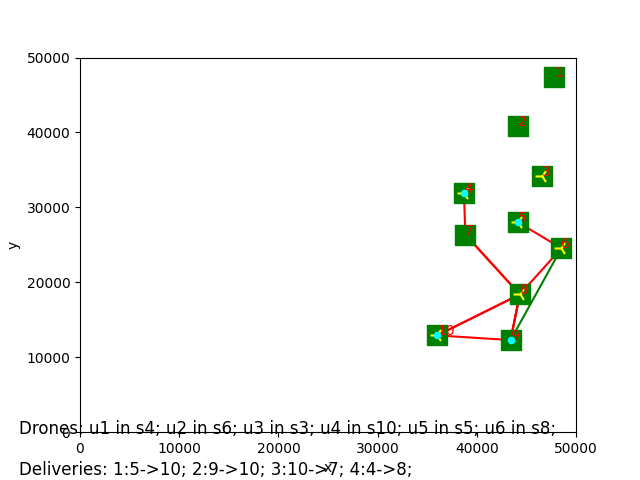 50000
40000
30000
20000
10000
0
y
0 10000 20000 30000 40000 50000
x
Drones: u1 in s4; u2 in s6; u3 in s3; u4 in s10; u5 in s5; u6 in s8;
Deliveries: 1:5->10; 2:9->10; 3:10->7; 4:4->8;